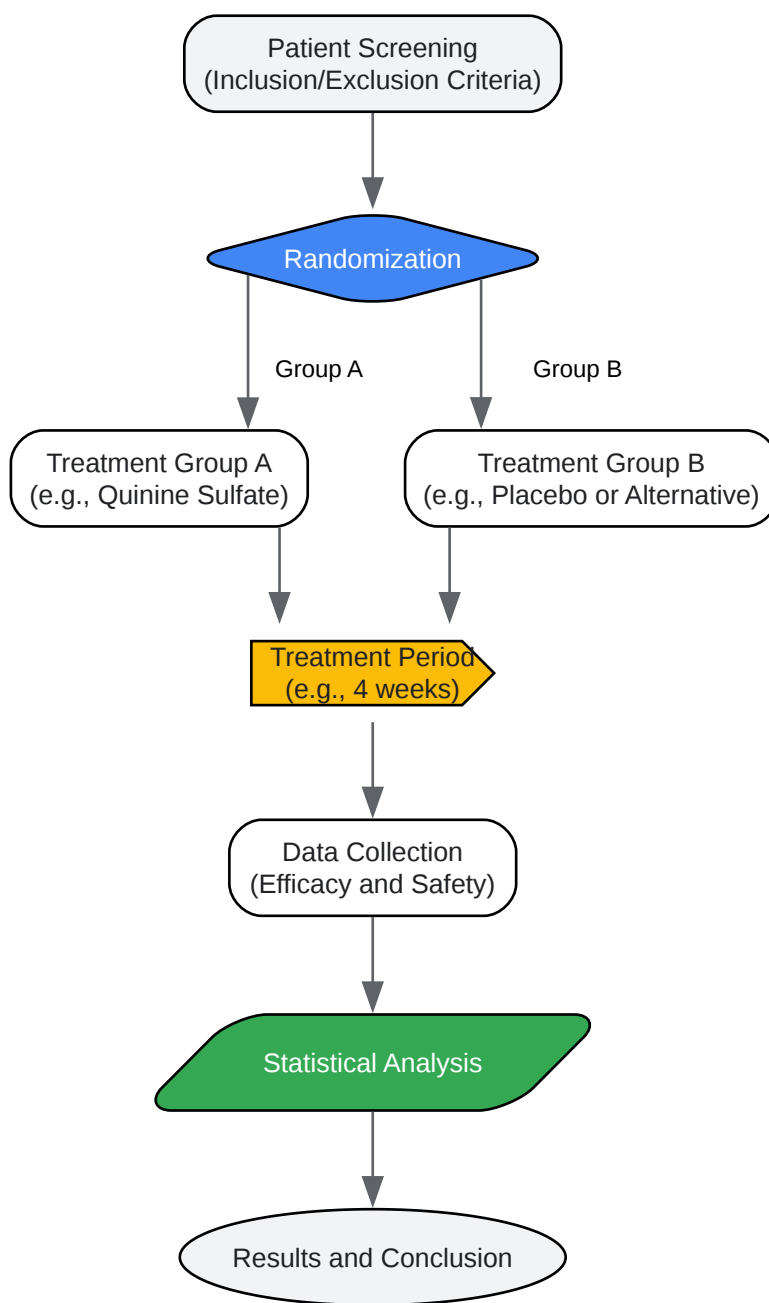 Patient Screening
(Inclusion/Exclusion Criteria)
Randomization
Group A
Group B
Treatment Group A
(e.g., Quinine Sulfate)
Treatment Group B
(e.g., Placebo or Alternative)
Treatment Period
(e.g., 4 weeks)
Data Collection
(Efficacy and Safety)
Statistical Analysis
Results and Conclusion